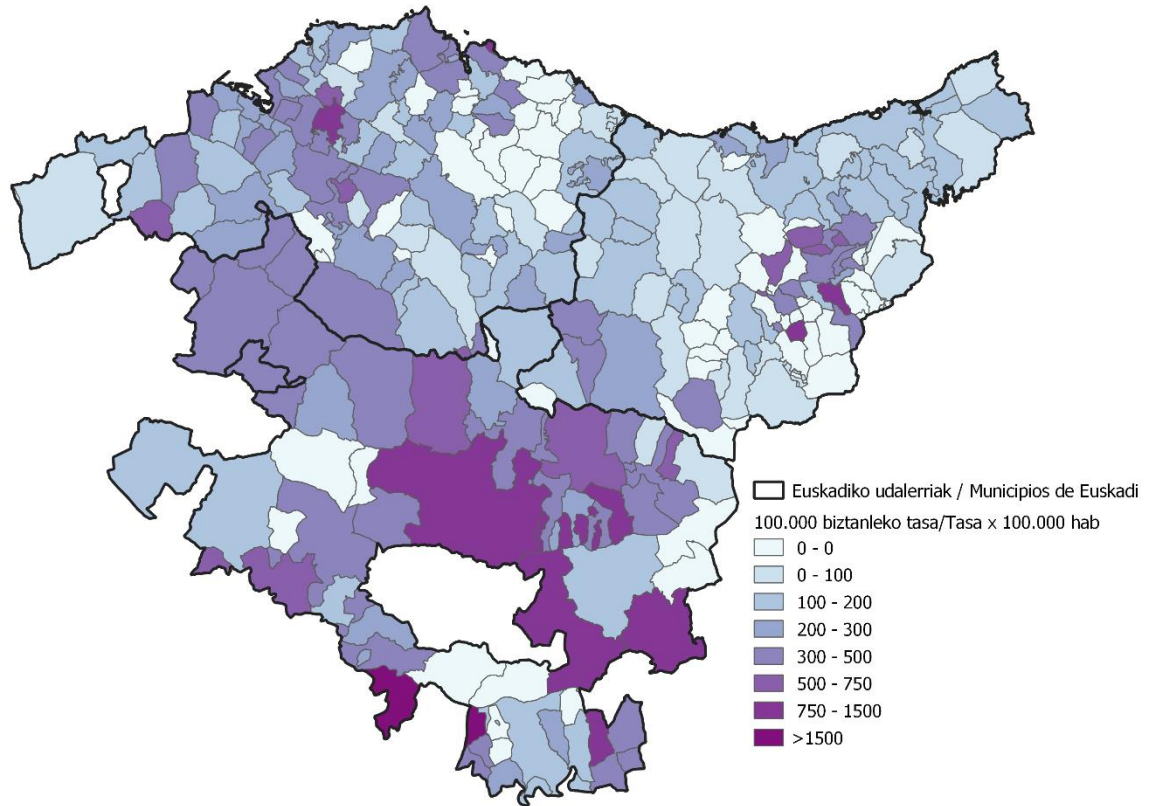 Euskadiko udalerriak / Municipios de Euskadi
100.000 biztanleko tasa/Tasa x 100.000 hab
0 - 0
0 - 100
100 - 200
200 - 300
300 - 500
500 - 750
750 - 1500
>1500